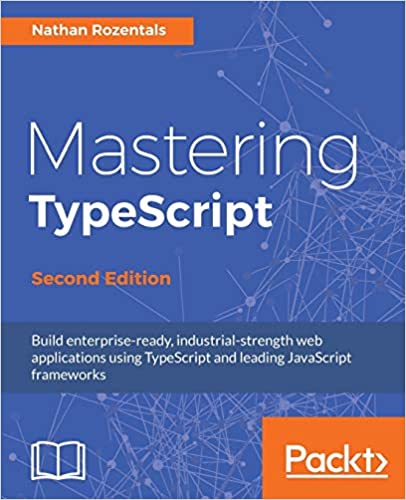 Nathan Rozentals
Mastering
TypeScript
Second Edition
Build enterprise-ready, industrial-strength web
applications using TypeScript and leading JavaScript
frameworks
Packt>